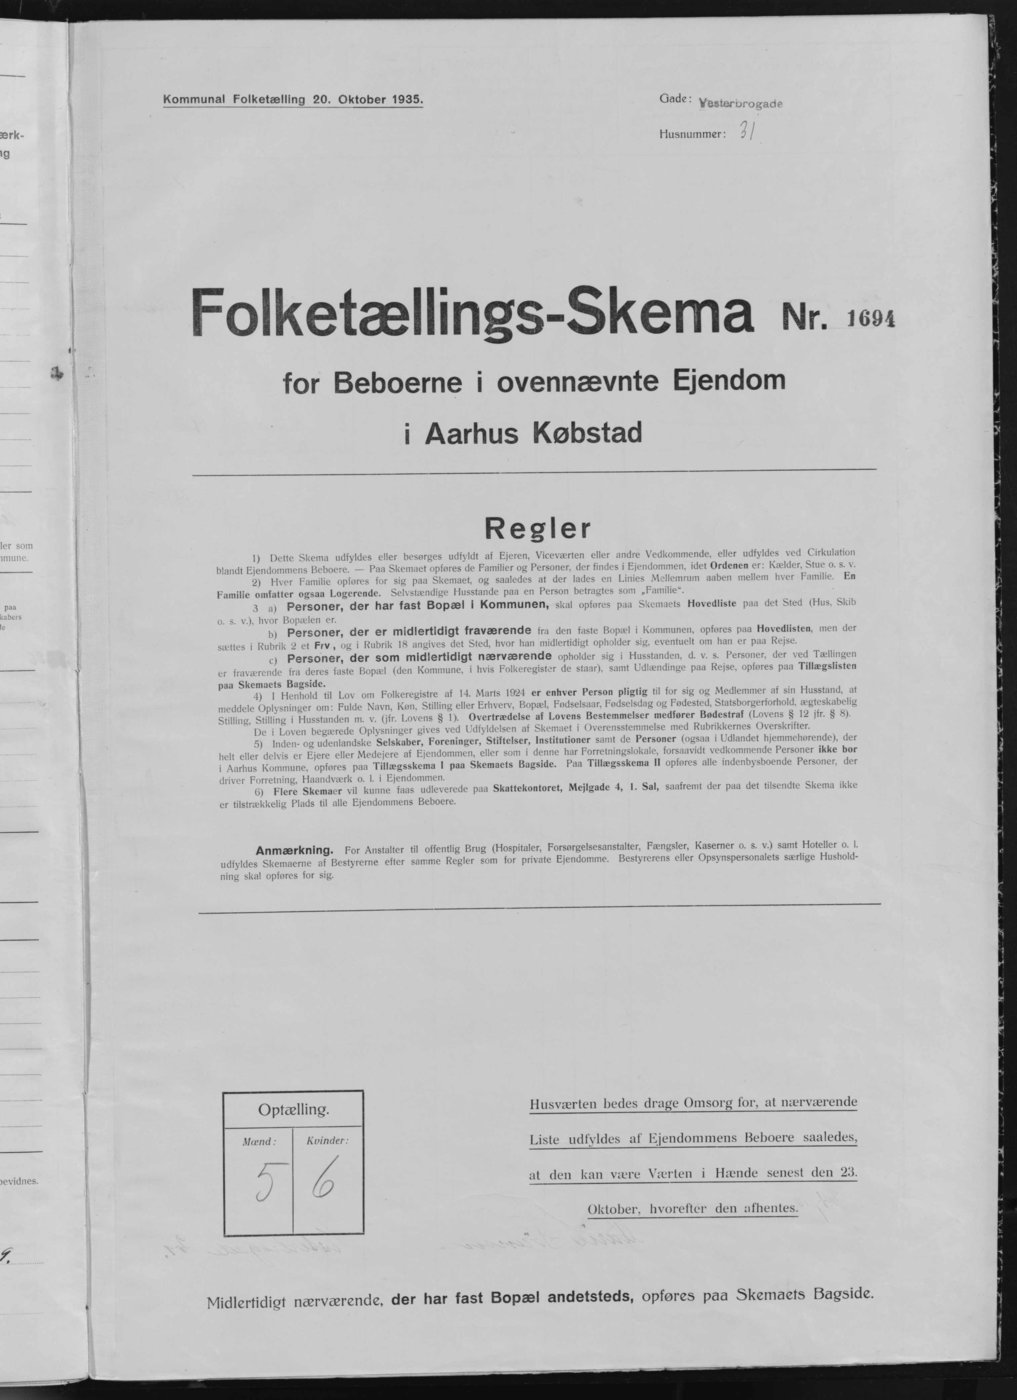 Kommunal Folketælling 20. Oktober 1935.
Gade: Vesterbrogade
Husnummer: 31
Folketællings-Skema Nr. 1694
for Beboerne i ovennævnte Ejendom
i Aarhus Købstad
Regler
1) Dette Skema udfyldes eller besørges udfyldt af Ejeren, Viceværten eller andre Vedkommende, eller udfyldes ved Cirkulation
blandt Ejendommens Beboere. — Paa Skemaet opføres de Familier og Personer, der findes i Ejendommen, idet Ordenen er: Kælder, Stue o. s. v.
2) Hver Familie opføres for sig paa Skemaet, og saaledes at der lades en Linies Mellemrum aaben mellem hver Familie. En
Familie omfatter ogsaa Logerende. Selvstændige Husstande paa en Person betragtes som „Familie".
3 a) Personer, der har fast Bopæl i Kommunen, skal opføres paa Skemaets Hovedliste paa det Sted (Hus, Skib
o. s. v.), hvor Bopælen er.
b) Personer, der er midlertidigt fraværende fra den faste Bopæl i Kommunen, opføres paa Hovedlisten, men der
sættes i Rubrik 2 et Frv, og i Rubrik 18 angives det Sted, hvor han midlertidigt opholder sig, eventuelt om han er paa Rejse.
c) Personer, der som midlertidigt nærværende opholder sig i Husstanden, d. v. s. Personer, der ved Tællingen
er fraværende fra deres faste Bopæl (den Kommune, i hvis Folkeregister de staar), samt Udlændinge paa Rejse, opføres paa Tillægslisten
paa Skemaets Bagside.
4) I Henhold til Lov om Folkeregistre af 14. Marts 1924 er enhver Person pligtig til for sig og Medlemmer af sin Husstand, at
meddele Oplysninger om: Fulde Navn, Køn, Stilling eller Erhverv, Bopæl, Fødselsaar, Fødselsdag og Fødested, Statsborgerforhold, ægteskabelig
Stilling, Stilling i Husstanden m. v. (jfr. Lovens § 1). Overtrædelse af Lovens Bestemmelser medfører Bødestraf (Lovens § 12 jfr. § 8).
De i Loven begærede Oplysninger gives ved Udfyldelsen af Skemaet i Overensstemmelse med Rubrikkernes Overskrifter.
5) Inden- og udenlandske Selskaber, Foreninger, Stiftelser, Institutioner samt de Personer (ogsaa i Udlandet hjemmehørende), der
helt eller delvis er Ejere eller Medejere af Ejendommen, eller som i denne har Forretningslokale, forsaavidt vedkommende Personer ikke bor
i Aarhus Kommune, opføres paa Tillægsskema I paa Skemaets Bagside. Paa Tillægsskema II opføres alle indenbysboende Personer, der
driver Forretning, Haandværk o. l. i Ejendommen.
6) Flere Skemaer vil kunne faas udleverede paa Skattekontoret, Mejlgade 4, 1. Sal, saafremt der paa det tilsendte Skema ikke
er tilstrækkelig Plads til alle Ejendommens Beboere.
Anmærkning. For Anstalter til offentlig Brug (Hospitaler, Forsørgelsesanstalter, Fængsler, Kaserner o. s. v.) samt Hoteller o. l.
udfyldes Skemaerne af Bestyrerne efter samme Regler som for private Ejendomme. Bestyrerens eller Opsynspersonalets særlige Hushold-
ning skal opføres for sig.
Optælling.
Mænd: Kvinder:
5 6
Husværten bedes drage Omsorg for, at nærværende
Liste udfyldes af Ejendommens Beboere saaledes,
at den kan være Værten i Hænde senest den 23.
Oktober, hvorefter den afhentes.
Midlertidigt nærværende, der har fast Bopæl andetsteds, opføres paa Skemaets Bagside.